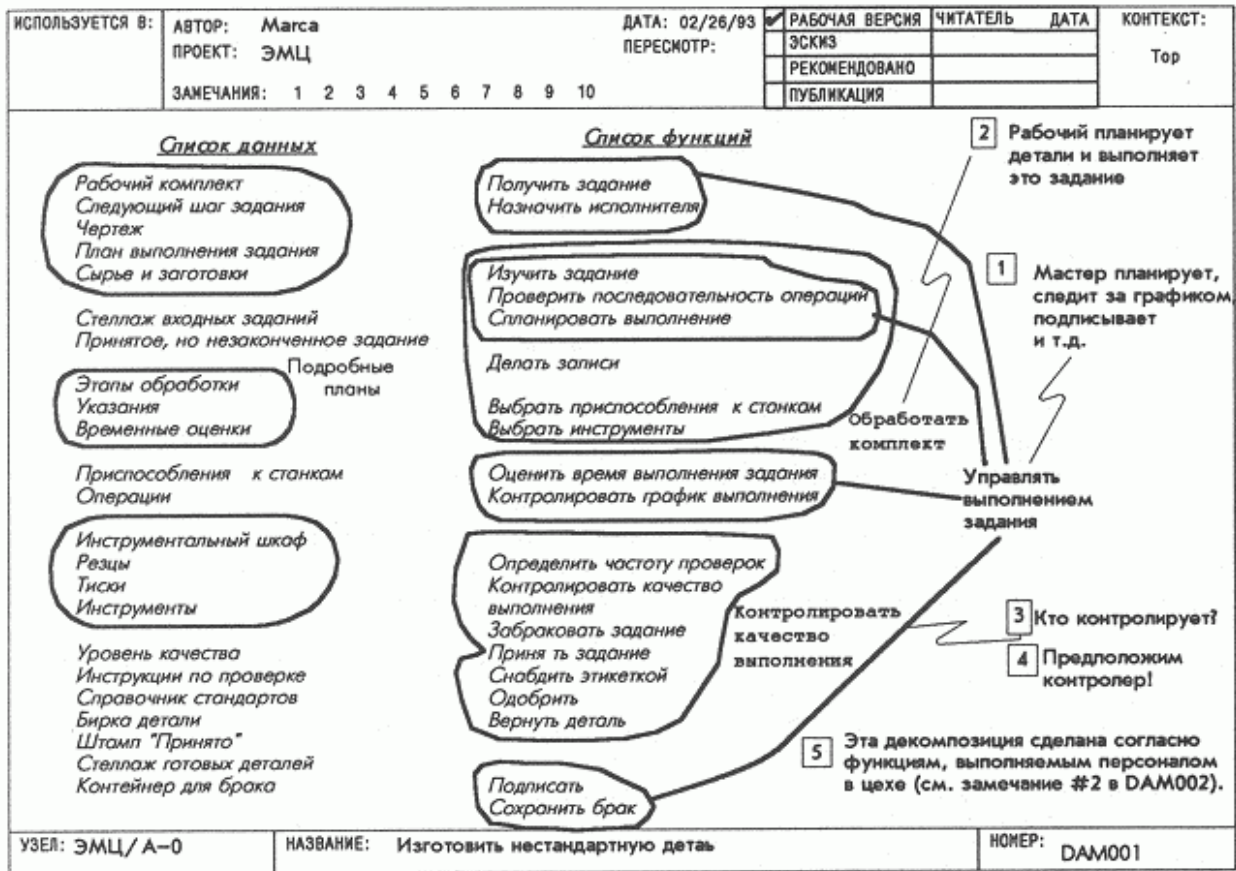 ИСПОЛЬЗУЕТСЯ В:
АВТОР: Marca
ПРОЕКТ: ЭМЦ
ЗАМЕЧАНИЯ: 1 2 3 4 5 6 7 8 9 10
ДАТА: 02/26/93
ПЕРЕСМОТР:
РАБОЧАЯ ВЕРСИЯ
ЭСКИЗ
РЕКОМЕНДОВАНО
ПУБЛИКАЦИЯ
ЧИТАТЕЛЬ ДАТА
КОНТЕКСТ:
Top
Список данных
Рабочий комплект
Следующий шаг задания
Чертеж
План выполнения задания
Сырье и заготовки
Стеллаж входных заданий
Принятое, но незаконченное задание
Подробные
планы
Этапы обработки
Указания
Временные оценки
Приспособления к станкам
Операции
Инструментальный шкаф
Резцы
Тиски
Инструменты
Уровень качества
Инструкции по проверке
Справочник стандартов
Бирка детали
Штамп "Принято"
Стеллаж готовых деталей
Контейнер для брака
Список функций
Получить задание
Назначить исполнителя
Изучить задание
Проверить последовательность операций
Спланировать выполнение
Делать записи
Выбрать приспособления к станкам
Выбрать инструменты
Обработать
комплект
Оценить время выполнения задания
Контролировать график выполнения
Определить частоту проверок
Контролировать качество
выполнения
Забраковать задание
Приня ть задание
Снабдить этикеткой
Одобрить
Вернуть деталь
Контролировать
качество
выполнения
Подписать
Сохранить брак
2 Рабочий планирует
детали и выполняет
это задание
1 Мастер планирует,
следит за графиком,
подписывает
и т.д.
Управлять
выполнением
задания
3 Кто контролирует?
4 Предположим
контролер!
5 Эта декомпозиция сделана согласно
функциям, выполняемым персоналом
в цехе (см. замечание #2 в DAM002).
УЗЕЛ: ЭМЦ/А-0
НАЗВАНИЕ: Изготовить нестандартную детаь
НОМЕР:
DAM001